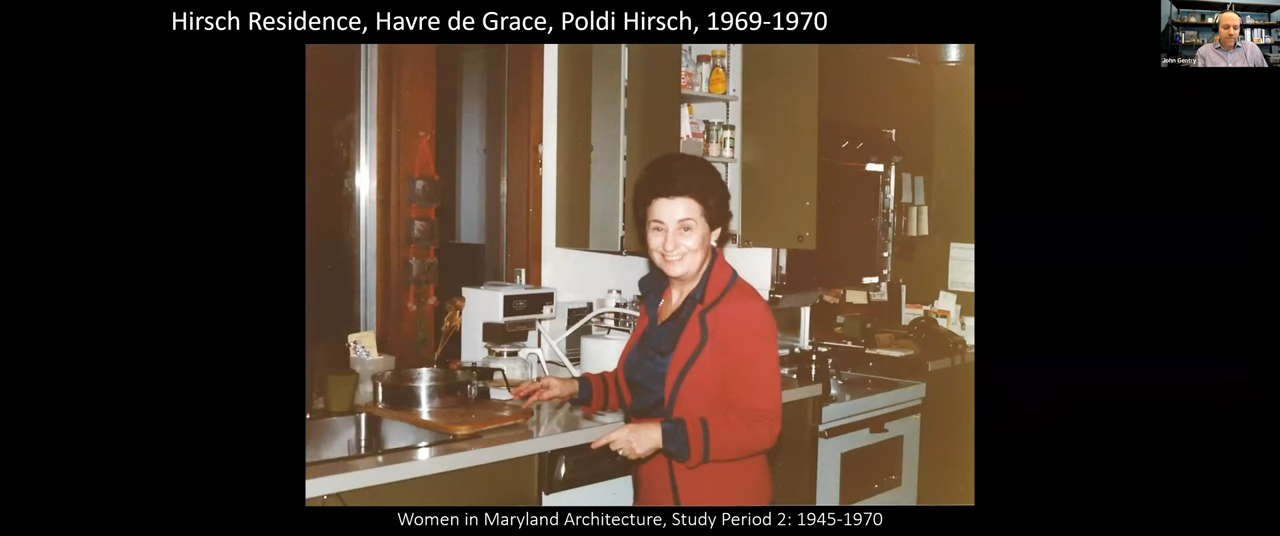 Hirsch Residence, Havre de Grace, Poldi Hirsch, 1969-1970
John Gentry
Women in Maryland Architecture, Study Period 2: 1945-1970